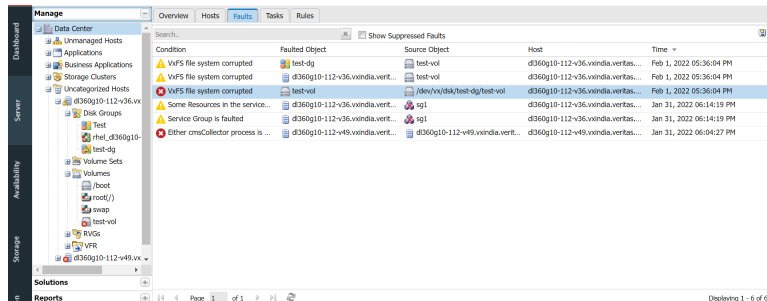 Manage
Overview Hosts Faults Tasks Rules
Data Center
Unmanaged Hosts
Applications
Business Applications
Storage Clusters
Uncategorized Hosts
dl360g10-112-v36.vx
Disk Groups
Test
rhel_dl360g10-
test-dg
Volume Sets
Volumes
/boot
root(/)
swap
test-vol
RVGs
VFR
dl360g10-112-v49.vx
Solutions
Reports
Dashboard
Server
Availability
Storage
Search... Show Suppressed Faults
Condition Faulted Object Source Object Host Time
VxFS file system corrupted test-dg test-vol dl360g10-112-v36.vxindia.veritas.... Feb 1, 2022 05:36:04 PM
VxFS file system corrupted dl360g10-112-v36.vxindia.verit... test-vol dl360g10-112-v36.vxindia.veritas.... Feb 1, 2022 05:36:04 PM
VxFS file system corrupted test-vol /dev/vx/dsk/test-dg/test-vol dl360g10-112-v36.vxindia.veritas.... Feb 1, 2022 05:36:04 PM
Some Resources in the service... dl360g10-112-v36.vxindia.verit... sg1 dl360g10-112-v36.vxindia.veritas.... Jan 31, 2022 06:14:19 PM
Service Group is faulted dl360g10-112-v36.vxindia.verit... sg1 dl360g10-112-v36.vxindia.veritas.... Jan 31, 2022 06:14:19 PM
Either cmsCollector process is ... dl360g10-112-v49.vxindia.verit... dl360g10-112-v49.vxindia.verit... dl360g10-112-v49.vxindia.veritas.... Jan 31, 2022 06:04:27 PM
Page 1 of 1 Displaying 1 - 6 of 6